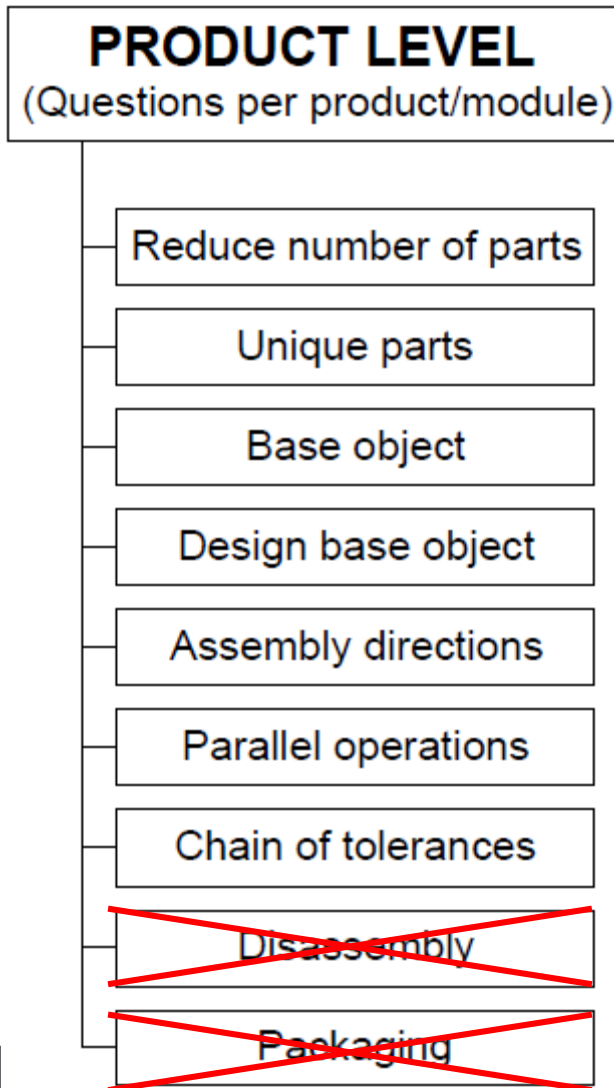 PRODUCT LEVEL
(Questions per product/module)
Reduce number of parts
Unique parts
Base object
Design base object
Assembly directions
Parallel operations
Chain of tolerances
Disassembly
Packaging